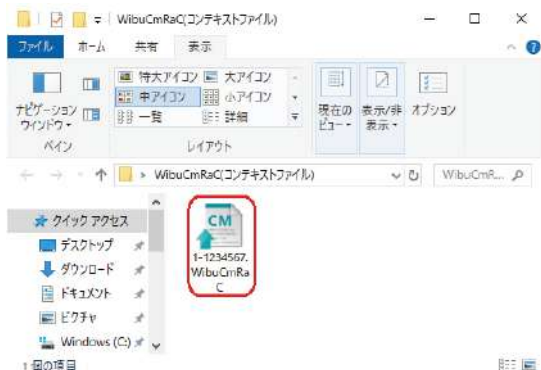 WibuCmRaC(コンテキストファイル)
ファイル ホーム 共有 表示
ナビゲーション ウィンドウ
特大アイコン 大アイコン
中アイコン 小アイコン
一覧 詳細
現在の ビュー
表示/非 表示
オプション
ペイン レイアウト
WibuCmRaC(コンテキストファイル)
WibuCmR...
クイック アクセス
デスクトップ
ダウンロード
ドキュメント
ピクチャ
Windows (C:)
CM
1-1234567.
WibuCmRa
C
1 個の項目